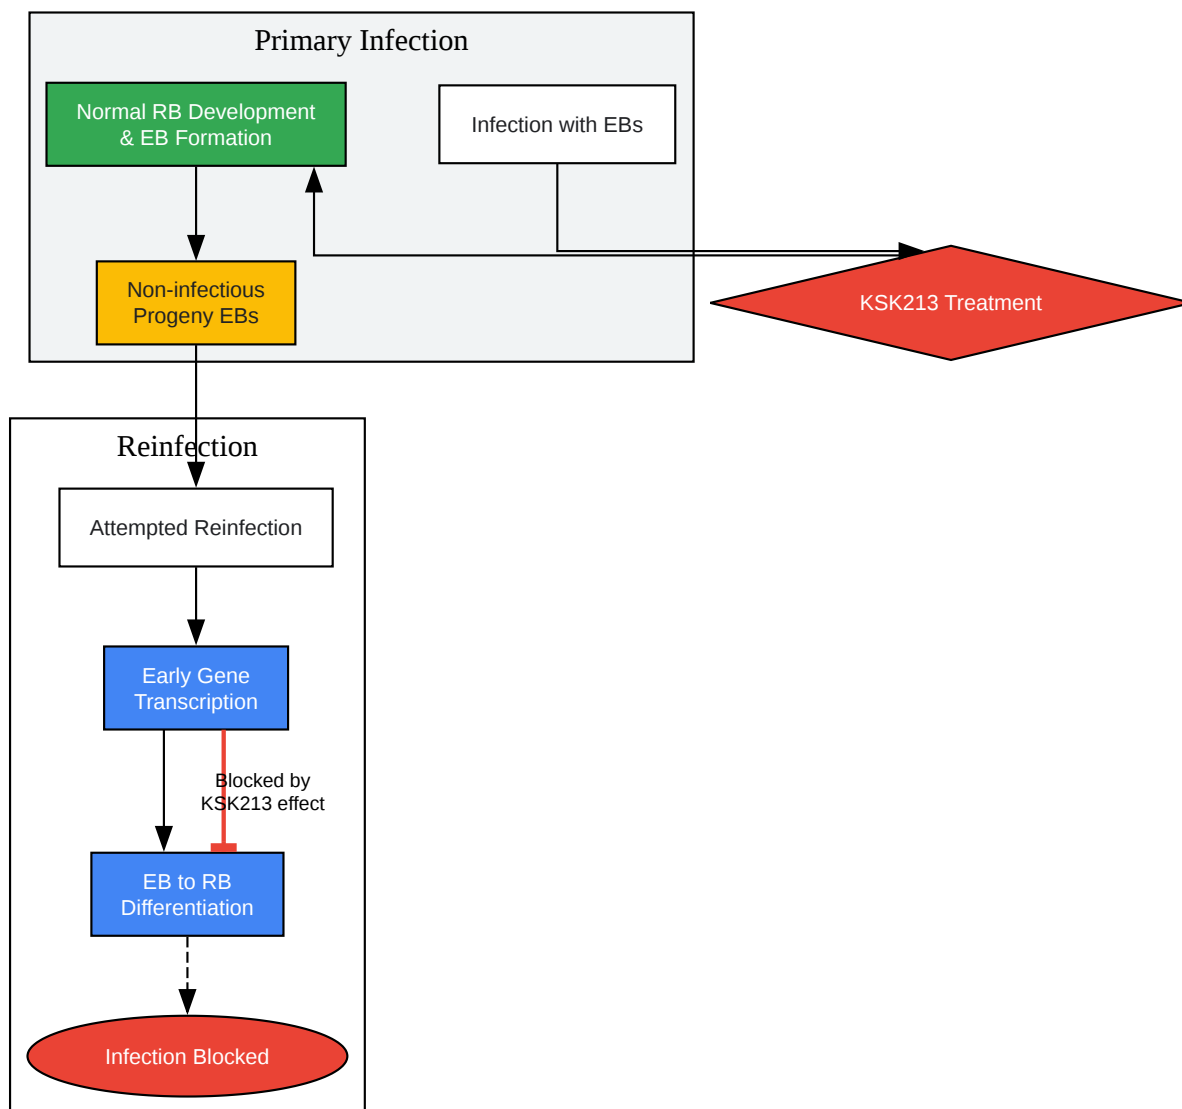 Primary Infection
Normal RB Development
& EB Formation
Infection with EBs
Non-infectious
Progeny EBs
KSK213 Treatment
Reinfection
Attempted Reinfection
Early Gene
Transcription
Blocked by
KSK213 effect
EB to RB
Differentiation
Infection Blocked